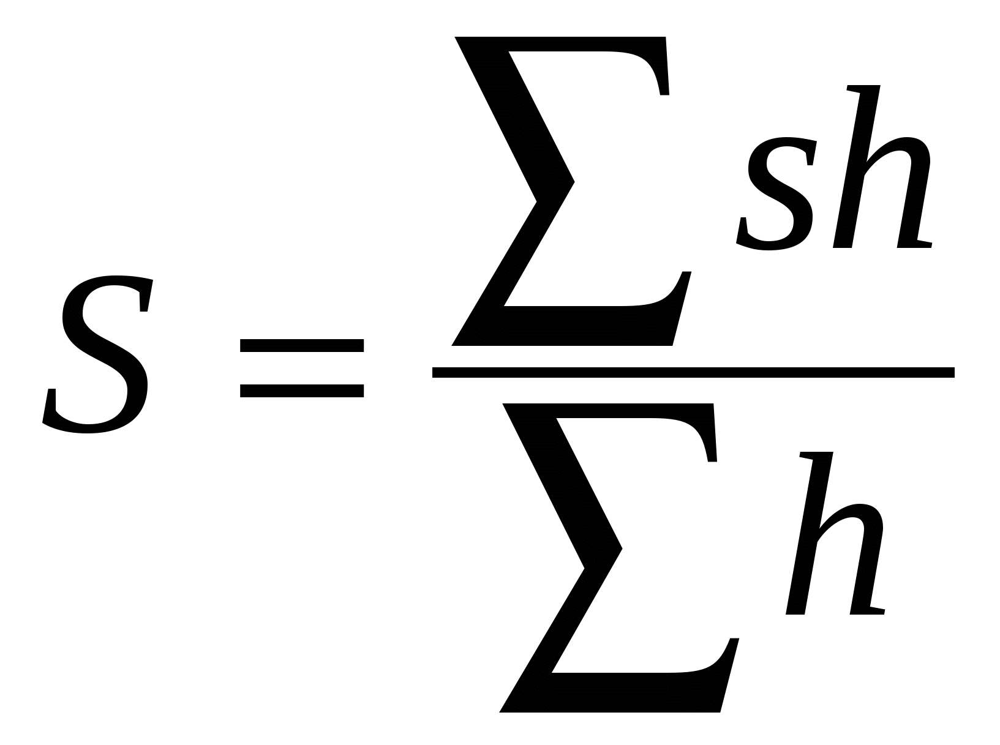 S = ∑sh / ∑h